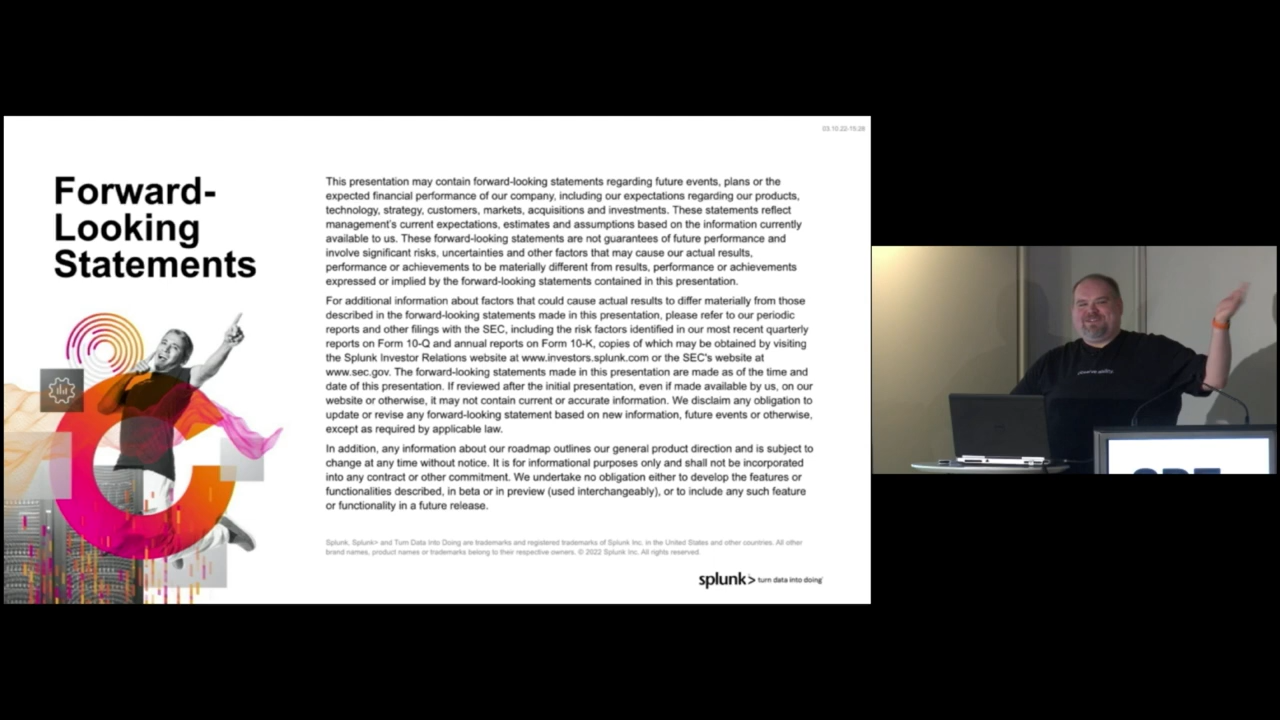 03.10.22-15:28
Forward-
Looking
Statements
This presentation may contain forward-looking statements regarding future events, plans or the
expected financial performance of our company, including our expectations regarding our products,
technology, strategy, customers, markets, acquisitions and investments. These statements reflect
management's current expectations, estimates and assumptions based on the information currently
available to us. These forward-looking statements are not guarantees of future performance and
involve significant risks, uncertainties and other factors that may cause our actual results,
performance or achievements to be materially different from results, performance or achievements
expressed or implied by the forward-looking statements contained in this presentation.
For additional information about factors that could cause actual results to differ materially from those
described in the forward-looking statements made in this presentation, please refer to our periodic
reports and other filings with the SEC, including the risk factors identified in our most recent quarterly
reports on Form 10-Q and annual reports on Form 10-K, copies of which may be obtained by visiting
the Splunk Investor Relations website at www.investors.splunk.com or the SEC's website at
www.sec.gov. The forward-looking statements made in this presentation are made as of the time and
date of this presentation. If reviewed after the initial presentation, even if made available by us, on our
website or otherwise, it may not contain current or accurate information. We disclaim any obligation to
update or revise any forward-looking statement based on new information, future events or otherwise,
except as required by applicable law.
In addition, any information about our roadmap outlines our general product direction and is subject to
change at any time without notice. It is for informational purposes only and shall not be incorporated
into any contract or other commitment. We undertake no obligation either to develop the features or
functionalities described, in beta or in preview (used interchangeably), or to include any such feature
or functionality in a future release.
Splunk, Splunk> and Turn Data Into Doing are trademarks and registered trademarks of Splunk Inc. in the United States and other countries. All other
brand names, product names or trademarks belong to their respective owners. © 2022 Splunk Inc. All rights reserved.
splunk> turn data into doing